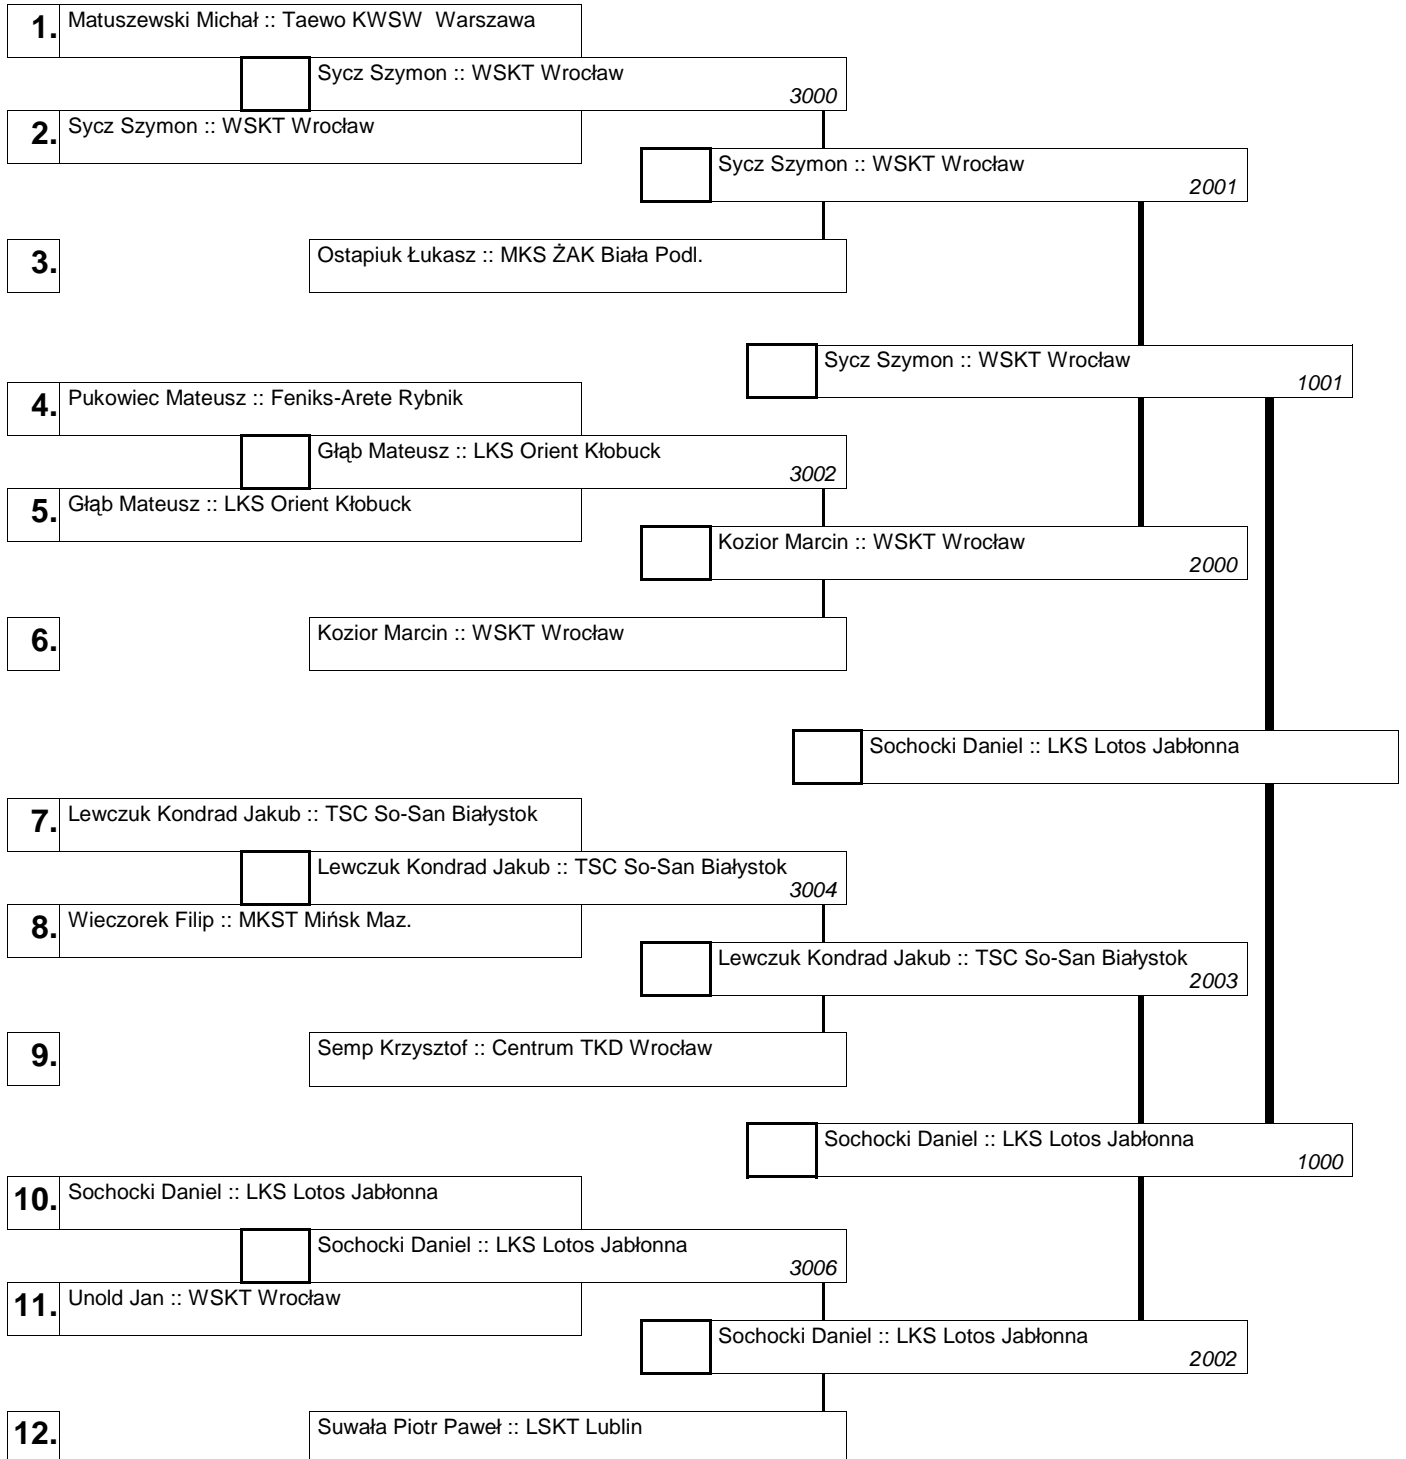 1. Matuszewski Michał :: Taewo KWSW  Warszawa
Sycz Szymon :: WSKT Wrocław
3000
2. Sycz Szymon :: WSKT Wrocław
Sycz Szymon :: WSKT Wrocław
2001
3. Ostapiuk Łukasz :: MKS ŻAK Biała Podl.
Sycz Szymon :: WSKT Wrocław
1001
4. Pukowiec Mateusz :: Feniks-Arete Rybnik
Głąb Mateusz :: LKS Orient Kłobuck
3002
5. Głąb Mateusz :: LKS Orient Kłobuck
Kozior Marcin :: WSKT Wrocław
2000
6. Kozior Marcin :: WSKT Wrocław
Sochocki Daniel :: LKS Lotos Jabłonna
7. Lewczuk Kondrad Jakub :: TSC So-San Białystok
Lewczuk Kondrad Jakub :: TSC So-San Białystok
3004
8. Wieczorek Filip :: MKST Mińsk Maz.
Lewczuk Kondrad Jakub :: TSC So-San Białystok
2003
9. Semp Krzysztof :: Centrum TKD Wrocław
Sochocki Daniel :: LKS Lotos Jabłonna
1000
10. Sochocki Daniel :: LKS Lotos Jabłonna
Sochocki Daniel :: LKS Lotos Jabłonna
3006
11. Unold Jan :: WSKT Wrocław
Sochocki Daniel :: LKS Lotos Jabłonna
2002
12. Suwała Piotr Paweł :: LSKT Lublin